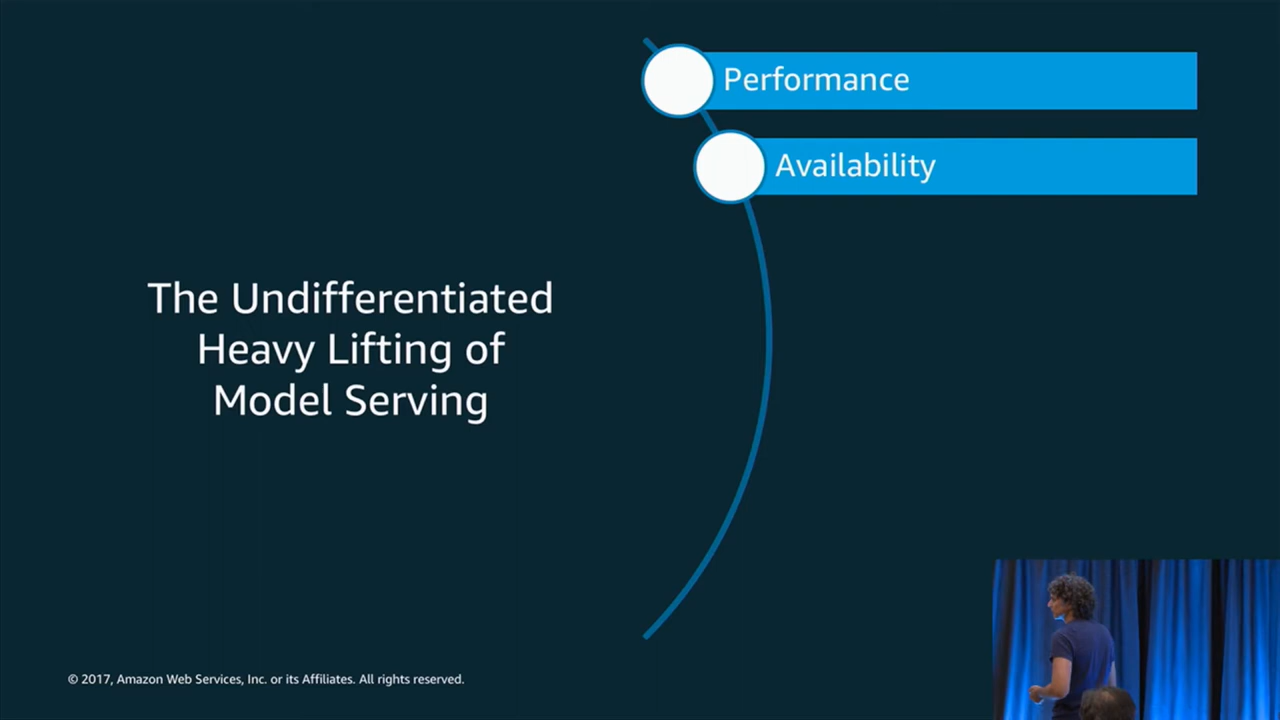 Performance
Availability
The Undifferentiated
Heavy Lifting of
Model Serving
© 2017, Amazon Web Services, Inc. or its Affiliates. All rights reserved.